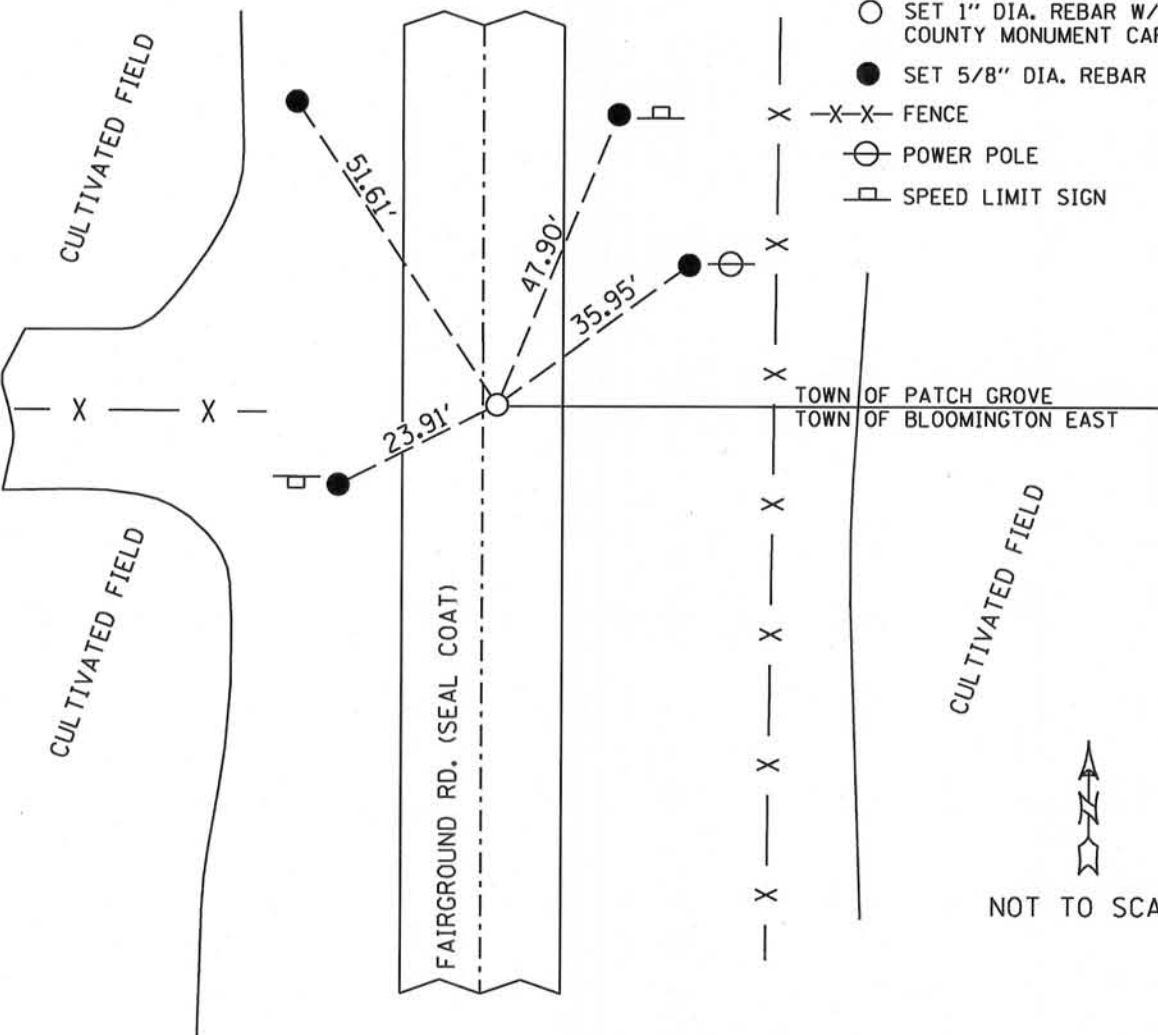 SET 1" DIA. REBAR W/
COUNTY MONUMENT
SET 5/8" DIA. REBAR
X X -X-X- FENCE
POWER POLE
SPEED LIMIT SIGN
CULTIVATED FIELD
51.61'
47.90'
35.95'
23.91'
X X
TOWN OF PATCH GROVE
TOWN OF BLOOMINGTON EAST
CULTIVATED FIELD
FAIRGROUND RD. (SEAL COAT)
X
X
X
X
X
X
CULTIVATED FIELD
N
NOT TO